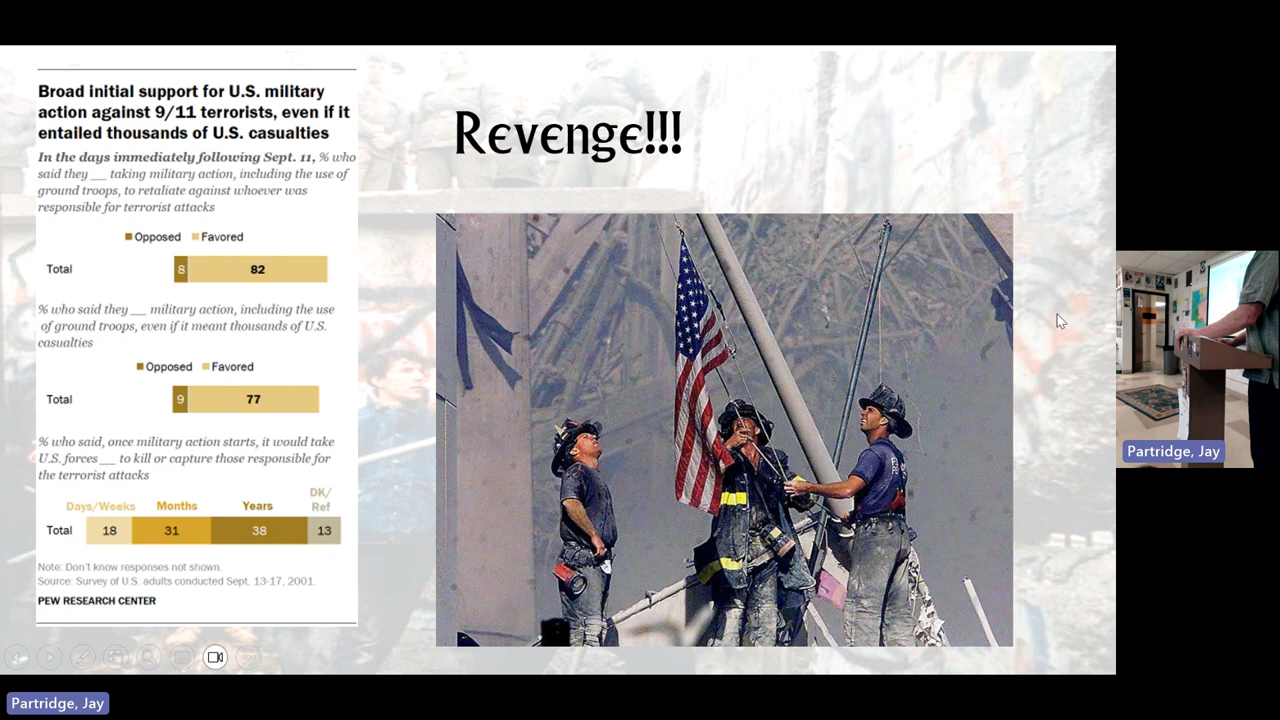 Broad initial support for U.S. military
action against 9/11 terrorists, even if it
entailed thousands of U.S. casualties
In the days immediately following Sept. 11, % who
said they __ taking military action, including the use of
ground troops, to retaliate against whoever was
responsible for terrorist attacks
Opposed Favored
Total 8 82
% who said they __ military action, including the use
of ground troops, even if it meant thousands of U.S.
casualties
Opposed Favored
Total 9 77
% who said, once military action starts, it would take
U.S. forces __ to kill or capture those responsible for
the terrorist attacks
Days/Weeks Months Years DK/
Ref
Total 18 31 38 13
Note: Don't know responses not shown.
Source: Survey of U.S. adults conducted Sept. 13-17, 2001.
PEW RESEARCH CENTER
Revenge!!!
Partridge, Jay
Partridge, Jay